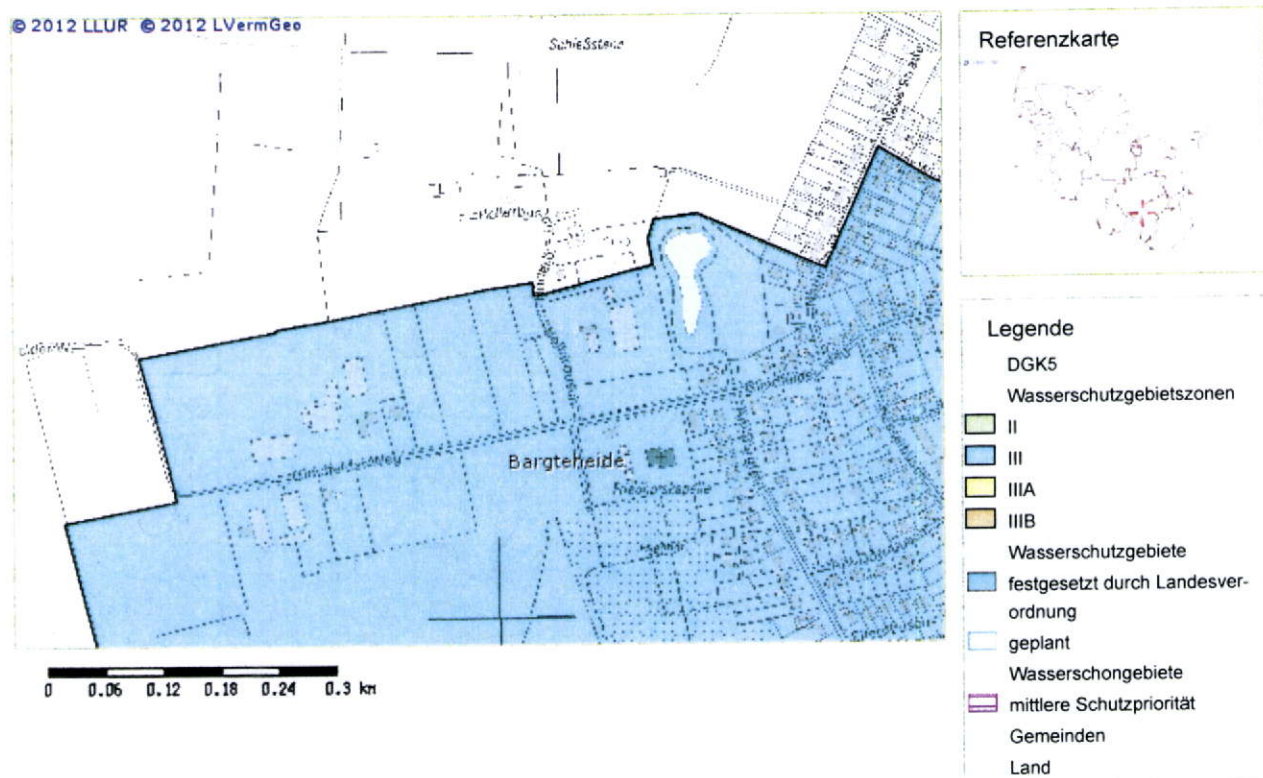 © 2012 LLUR © 2012 LVermGeo
Bargteheide
0 0.06 0.12 0.18 0.24 0.3 km
Referenzkarte
Legende
DGK5
Wasserschutzgebietszonen
II
III
IIIA
IIIB
Wasserschutzgebiete
festgesetzt durch Landesver-
ordnung
geplant
Wasserschongebiete
mittlere Schutzpriorität
Gemeinden
Land